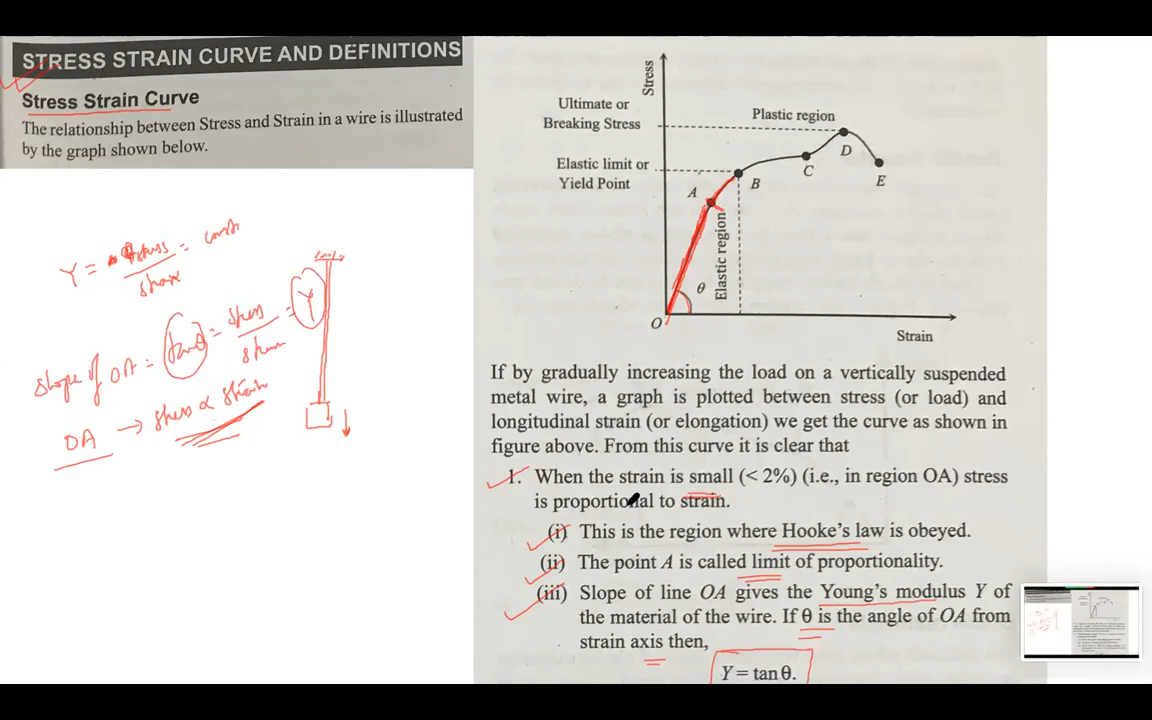 STRESS STRAIN CURVE AND DEFINITIONS
Stress Strain Curve
The relationship between Stress and Strain in a wire is illustrated
by the graph shown below.
Y = stress = const
strain
Slope of OA = tanθ = stress = Y
strain
OA → stress ∝ strain
Stress
Ultimate or
Breaking Stress
Plastic region
D
Elastic limit or
Yield Point
A
B
C
E
Elastic region
θ
O
Strain
If by gradually increasing the load on a vertically suspended
metal wire, a graph is plotted between stress (or load) and
longitudinal strain (or elongation) we get the curve as shown in
figure above. From this curve it is clear that
1. When the strain is small (< 2%) (i.e., in region OA) stress
is proportional to strain.
(i) This is the region where Hooke's law is obeyed.
(ii) The point A is called limit of proportionality.
(iii) Slope of line OA gives the Young's modulus Y of
the material of the wire. If θ is the angle of OA from
strain axis then,
Y = tanθ.